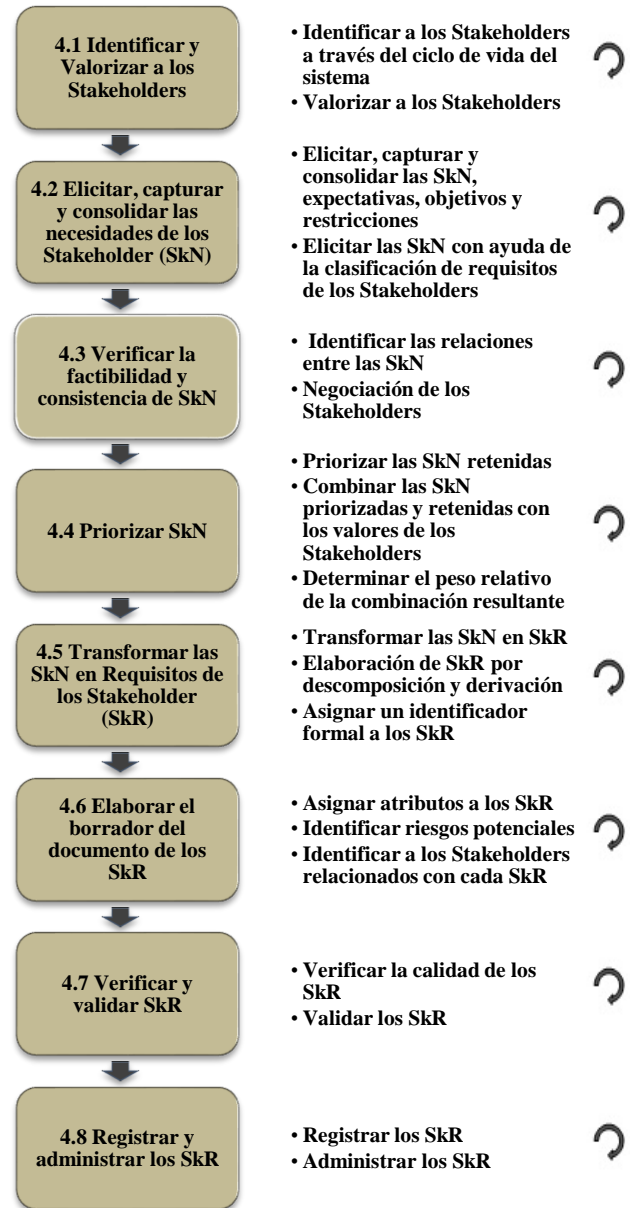 4.1 Identificar y
Valorizar a los
Stakeholders
• Identificar a los Stakeholders
a través del ciclo de vida del
sistema
• Valorizar a los Stakeholders
4.2 Elicitar, capturar
y consolidar las
necesidades de los
Stakeholder (SkN)
• Elicitar, capturar y
consolidar las SkN,
expectativas, objetivos y
restricciones
• Elicitar las SkN con ayuda de
la clasificación de requisitos
de los Stakeholders
4.3 Verificar la
factibilidad y
consistencia de SkN
• Identificar las relaciones
entre las SkN
• Negociación de los
Stakeholders
4.4 Priorizar SkN
• Priorizar las SkN retenidas
• Combinar las SkN
priorizadas y retenidas con
los valores de los
Stakeholders
• Determinar el peso relativo
de la combinación resultante
4.5 Transformar las
SkN en Requisitos de
los Stakeholder
(SkR)
• Transformar las SkN en SkR
• Elaboración de SkR por
descomposición y derivación
• Asignar un identificador
formal a los SkR
4.6 Elaborar el
borrador del
documento de los
SkR
• Asignar atributos a los SkR
• Identificar riesgos potenciales
• Identificar a los Stakeholders
relacionados con cada SkR
4.7 Verificar y
validar SkR
• Verificar la calidad de los
SkR
• Validar los SkR
4.8 Registrar y
administrar los SkR
• Registrar los SkR
• Administrar los SkR